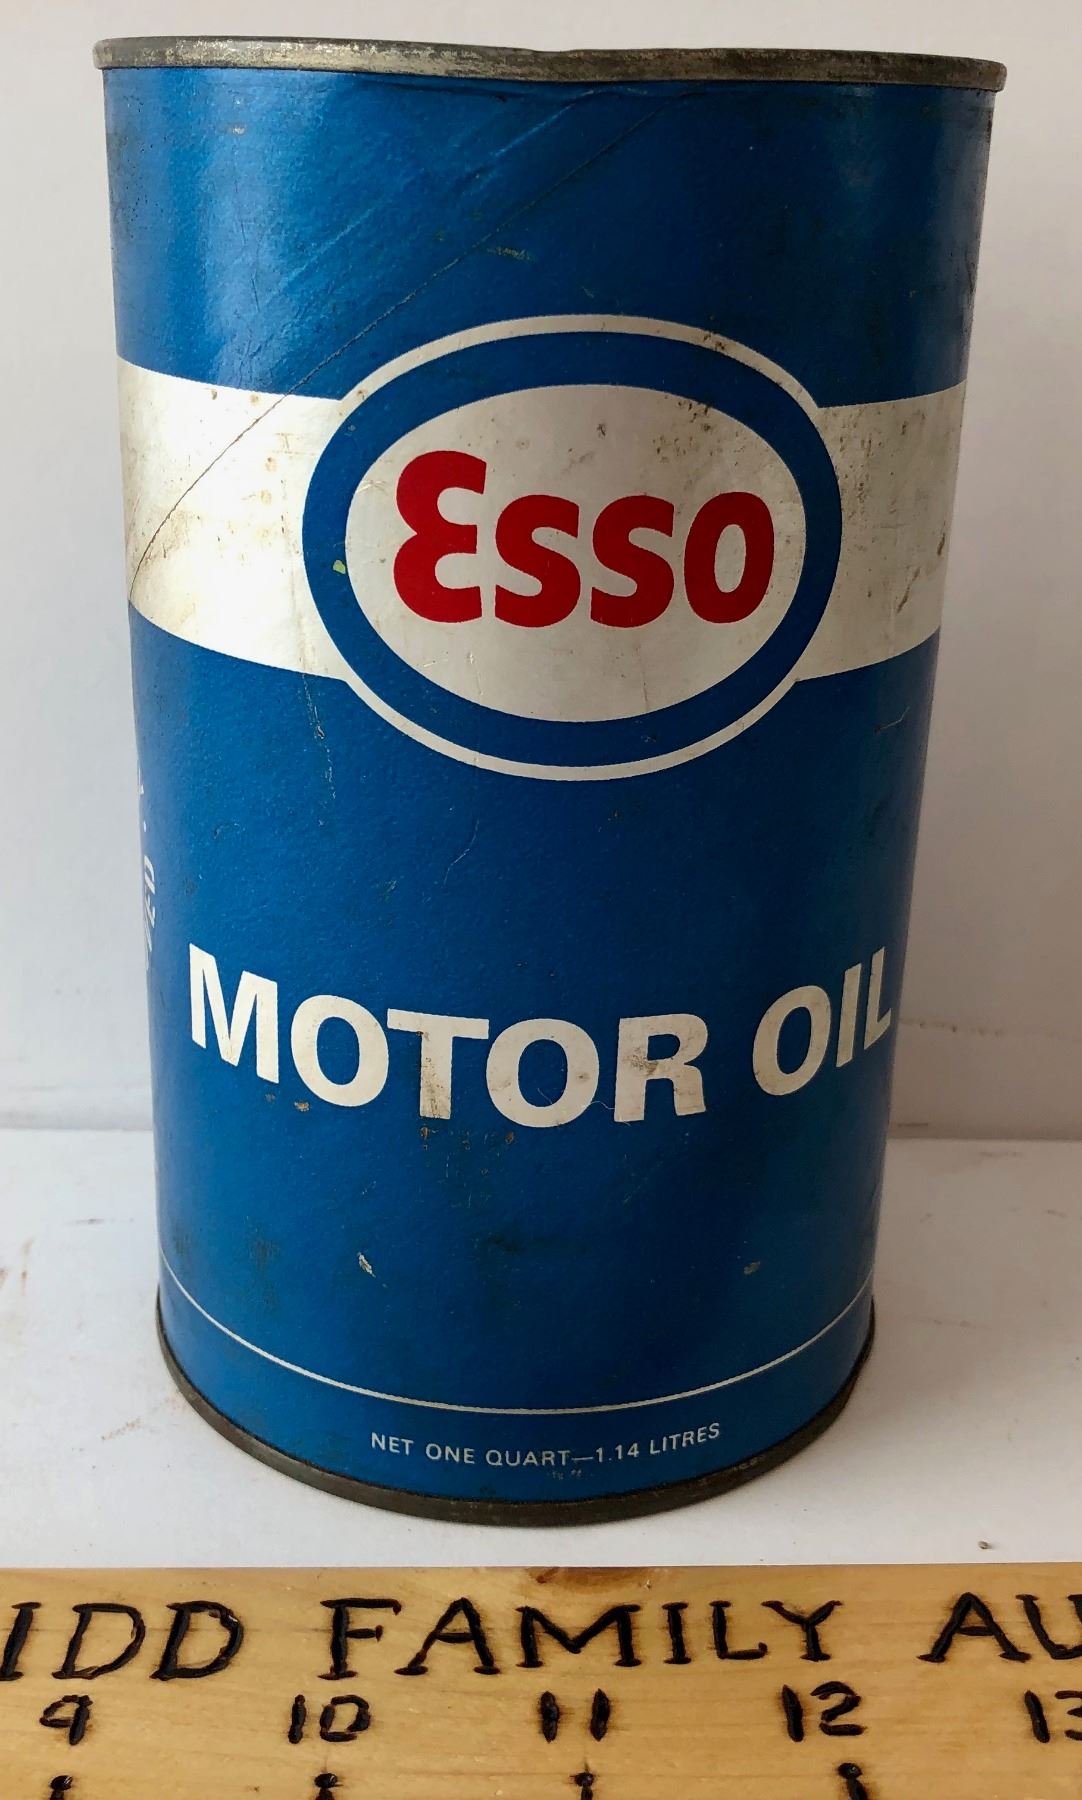 Esso
MOTOR OIL
NET ONE QUART—1.14 LITRES
IDD FAMILY AU
9 10 11 12 13